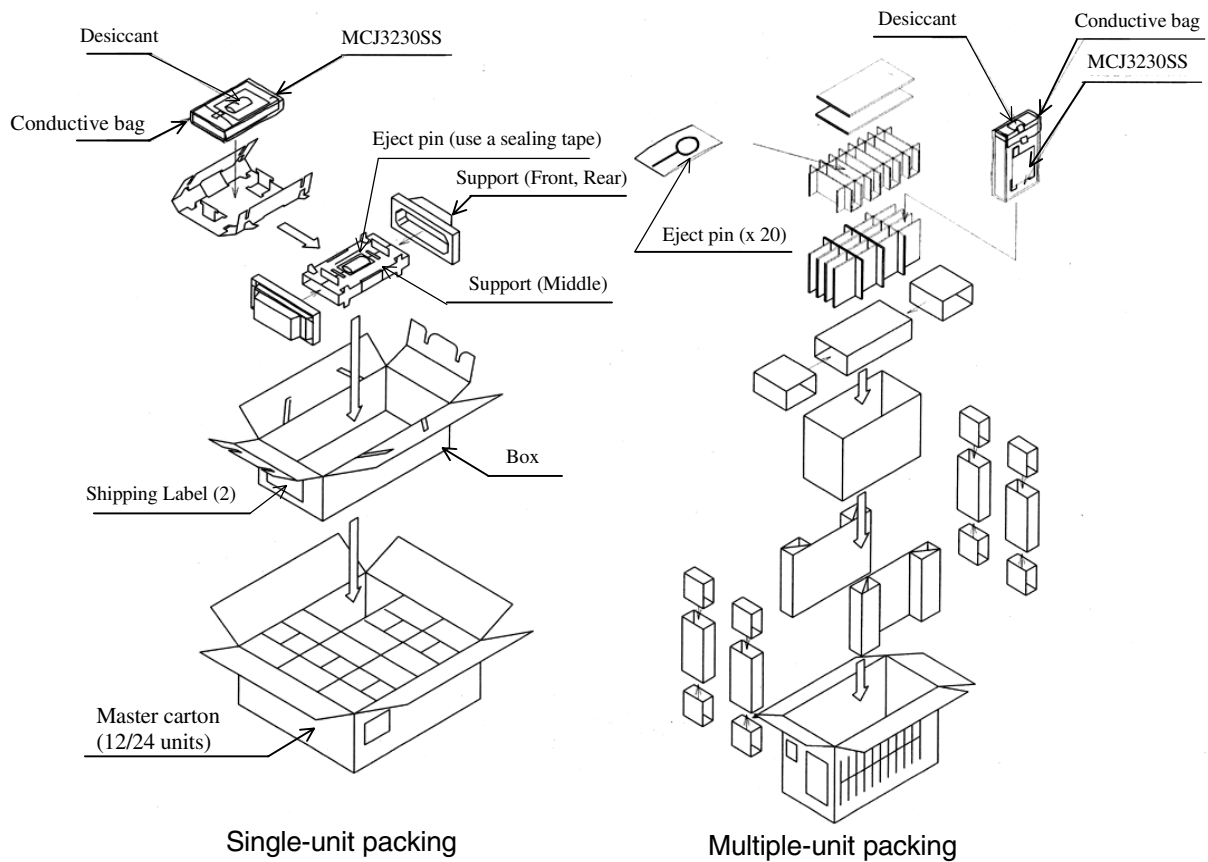 Desiccant
MCJ3230SS
Conductive bag
Eject pin (use a sealing tape)
Support (Front, Rear)
Support (Middle)
Box
Shipping Label (2)
Master carton
(12/24 units)
Single-unit packing
Desiccant
Conductive bag
MCJ3230SS
Eject pin (x 20)
Multiple-unit packing